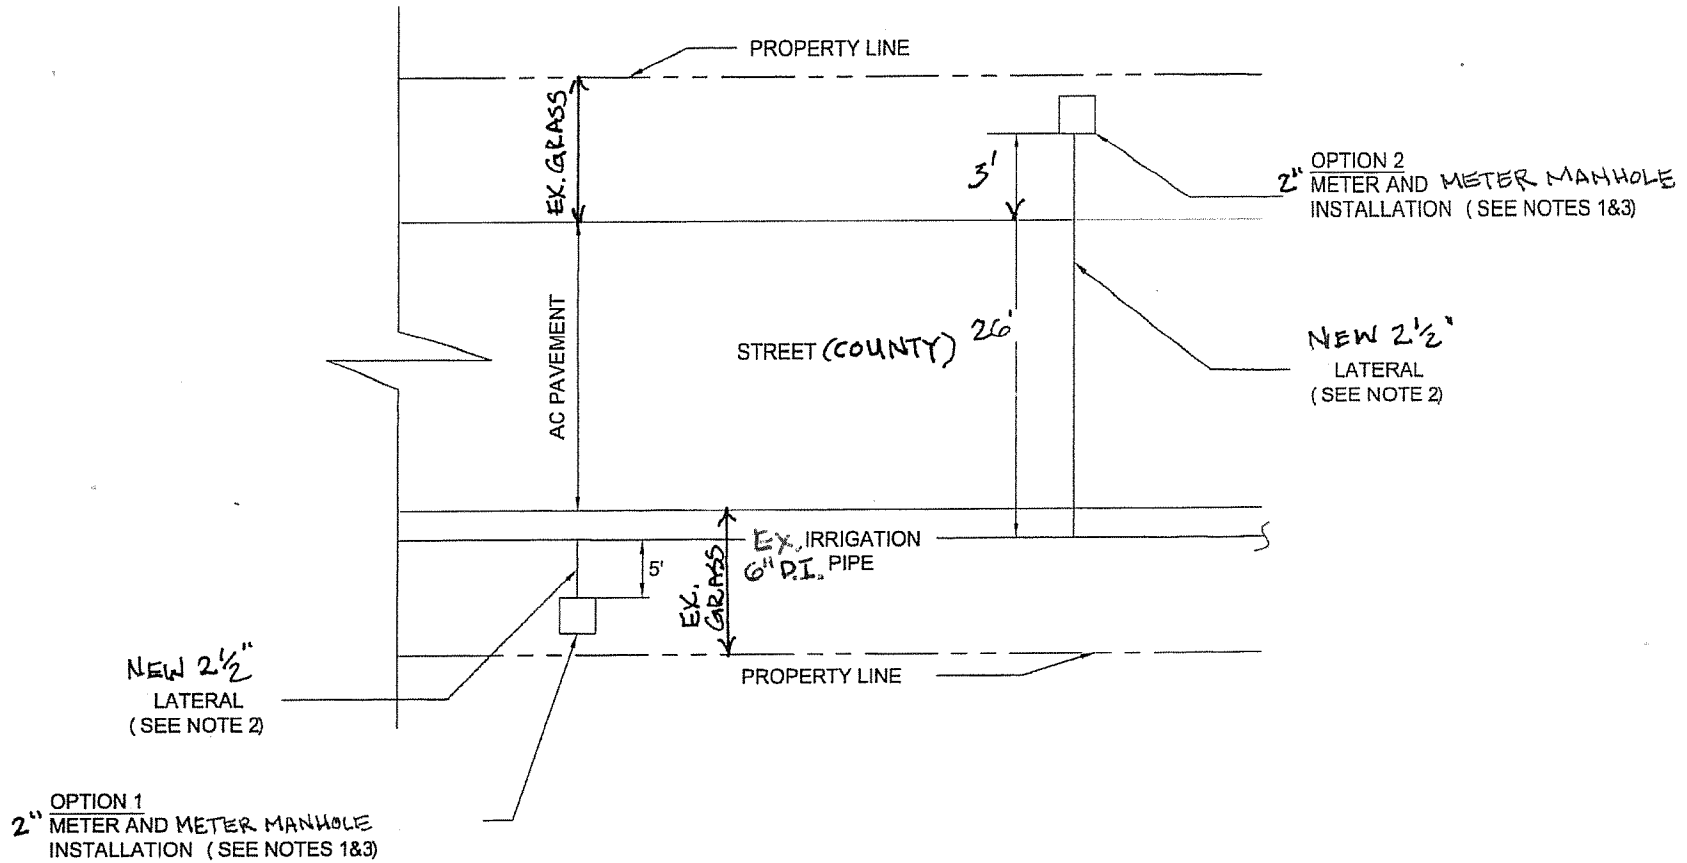 PROPERTY LINE
EX. GRASS
3'
OPTION 2
2" METER AND METER MANHOLE
INSTALLATION (SEE NOTES 1&3)
AC PAVEMENT
STREET (COUNTY) 26'
NEW 2½"
LATERAL
(SEE NOTE 2)
EX. IRRIGATION
6" D.I. PIPE
5'
EX.
GRASS
NEW 2½"
LATERAL
(SEE NOTE 2)
PROPERTY LINE
OPTION 1
2" METER AND METER MANHOLE
INSTALLATION (SEE NOTES 1&3)